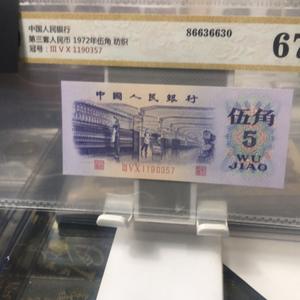 中国人民银行
第三套人民币 1972年伍角 纺织
冠号：III V X 1190357
86636630
67
中国人民银行
伍角
5
WU
JIAO
III V X 1190357